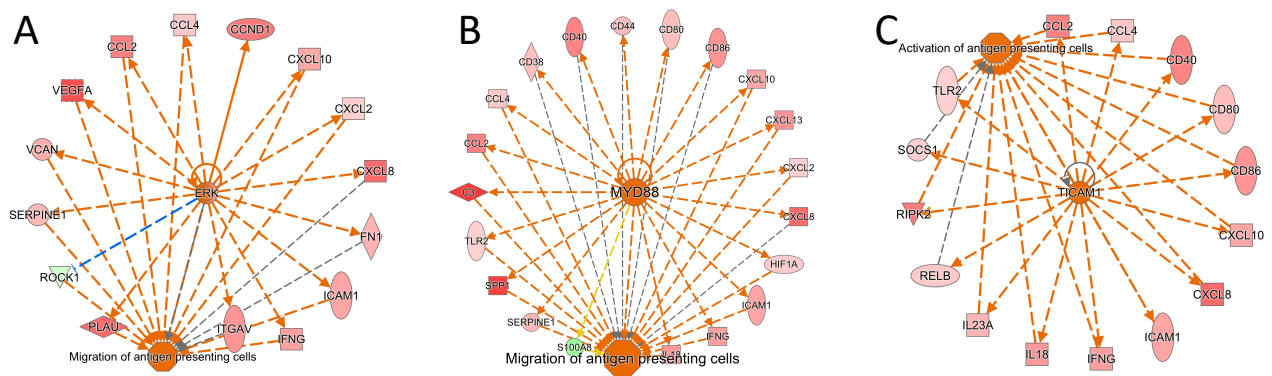 A
CCL4
CCND1
CCL2
CXCL10
VEGFA
CXCL2
VCAN
CXCL8
ERK
SERPINE1
FN1
ROCK1
ICAM1
PLAU
ITGAV
IFNG
Migration of antigen presenting cells
B
CD44
CD80
CD40
CD86
CD38
CXCL10
CCL4
CXCL13
CCL2
CXCL2
C3
MYD88
CXCL8
TLR2
HIF1A
SPP1
ICAM1
SERPINE1
IFNG
S100A8
IL18
Migration of antigen presenting cells
C
CCL2
CCL4
Activation of antigen presenting cells
CD40
TLR2
CD80
SOCS1
CD86
TICAM1
RIPK2
CXCL10
RELB
CXCL8
IL23A
ICAM1
IL18
IFNG